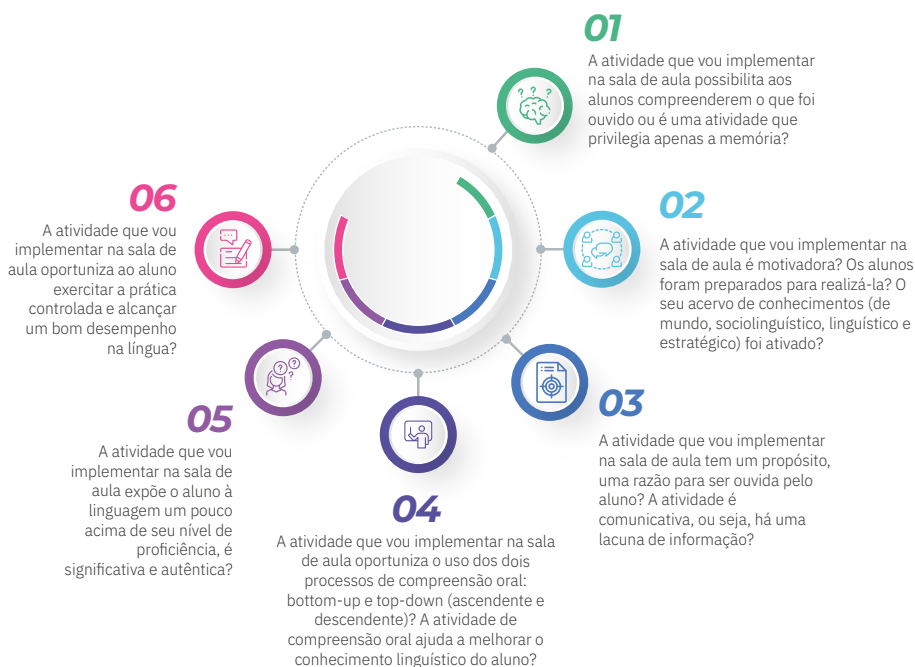 01
A atividade que vou implementar
na sala de aula possibilita aos
alunos compreenderem o que foi
ouvido ou é uma atividade que
privilegia apenas a memória?
02
A atividade que vou implementar na
sala de aula é motivadora? Os alunos
foram preparados para realizá-la? O
seu acervo de conhecimentos (de
mundo, sociolinguístico, linguístico e
estratégico) foi ativado?
03
A atividade que vou implementar
na sala de aula tem um propósito,
uma razão para ser ouvida pelo
aluno? A atividade é
comunicativa, ou seja, há uma
lacuna de informação?
04
A atividade que vou implementar na sala
de aula oportuniza o uso dos dois
processos de compreensão oral:
bottom-up e top-down (ascendente e
descendente)? A atividade de
compreensão oral ajuda a melhorar o
conhecimento linguístico do aluno?
05
A atividade que vou
implementar na sala de
aula expõe o aluno à
linguagem um pouco
acima de seu nível de
proficiência, é
significativa e autêntica?
06
A atividade que vou
implementar na sala de
aula oportuniza ao aluno
exercitar a prática
controlada e alcançar
um bom desempenho
na língua?